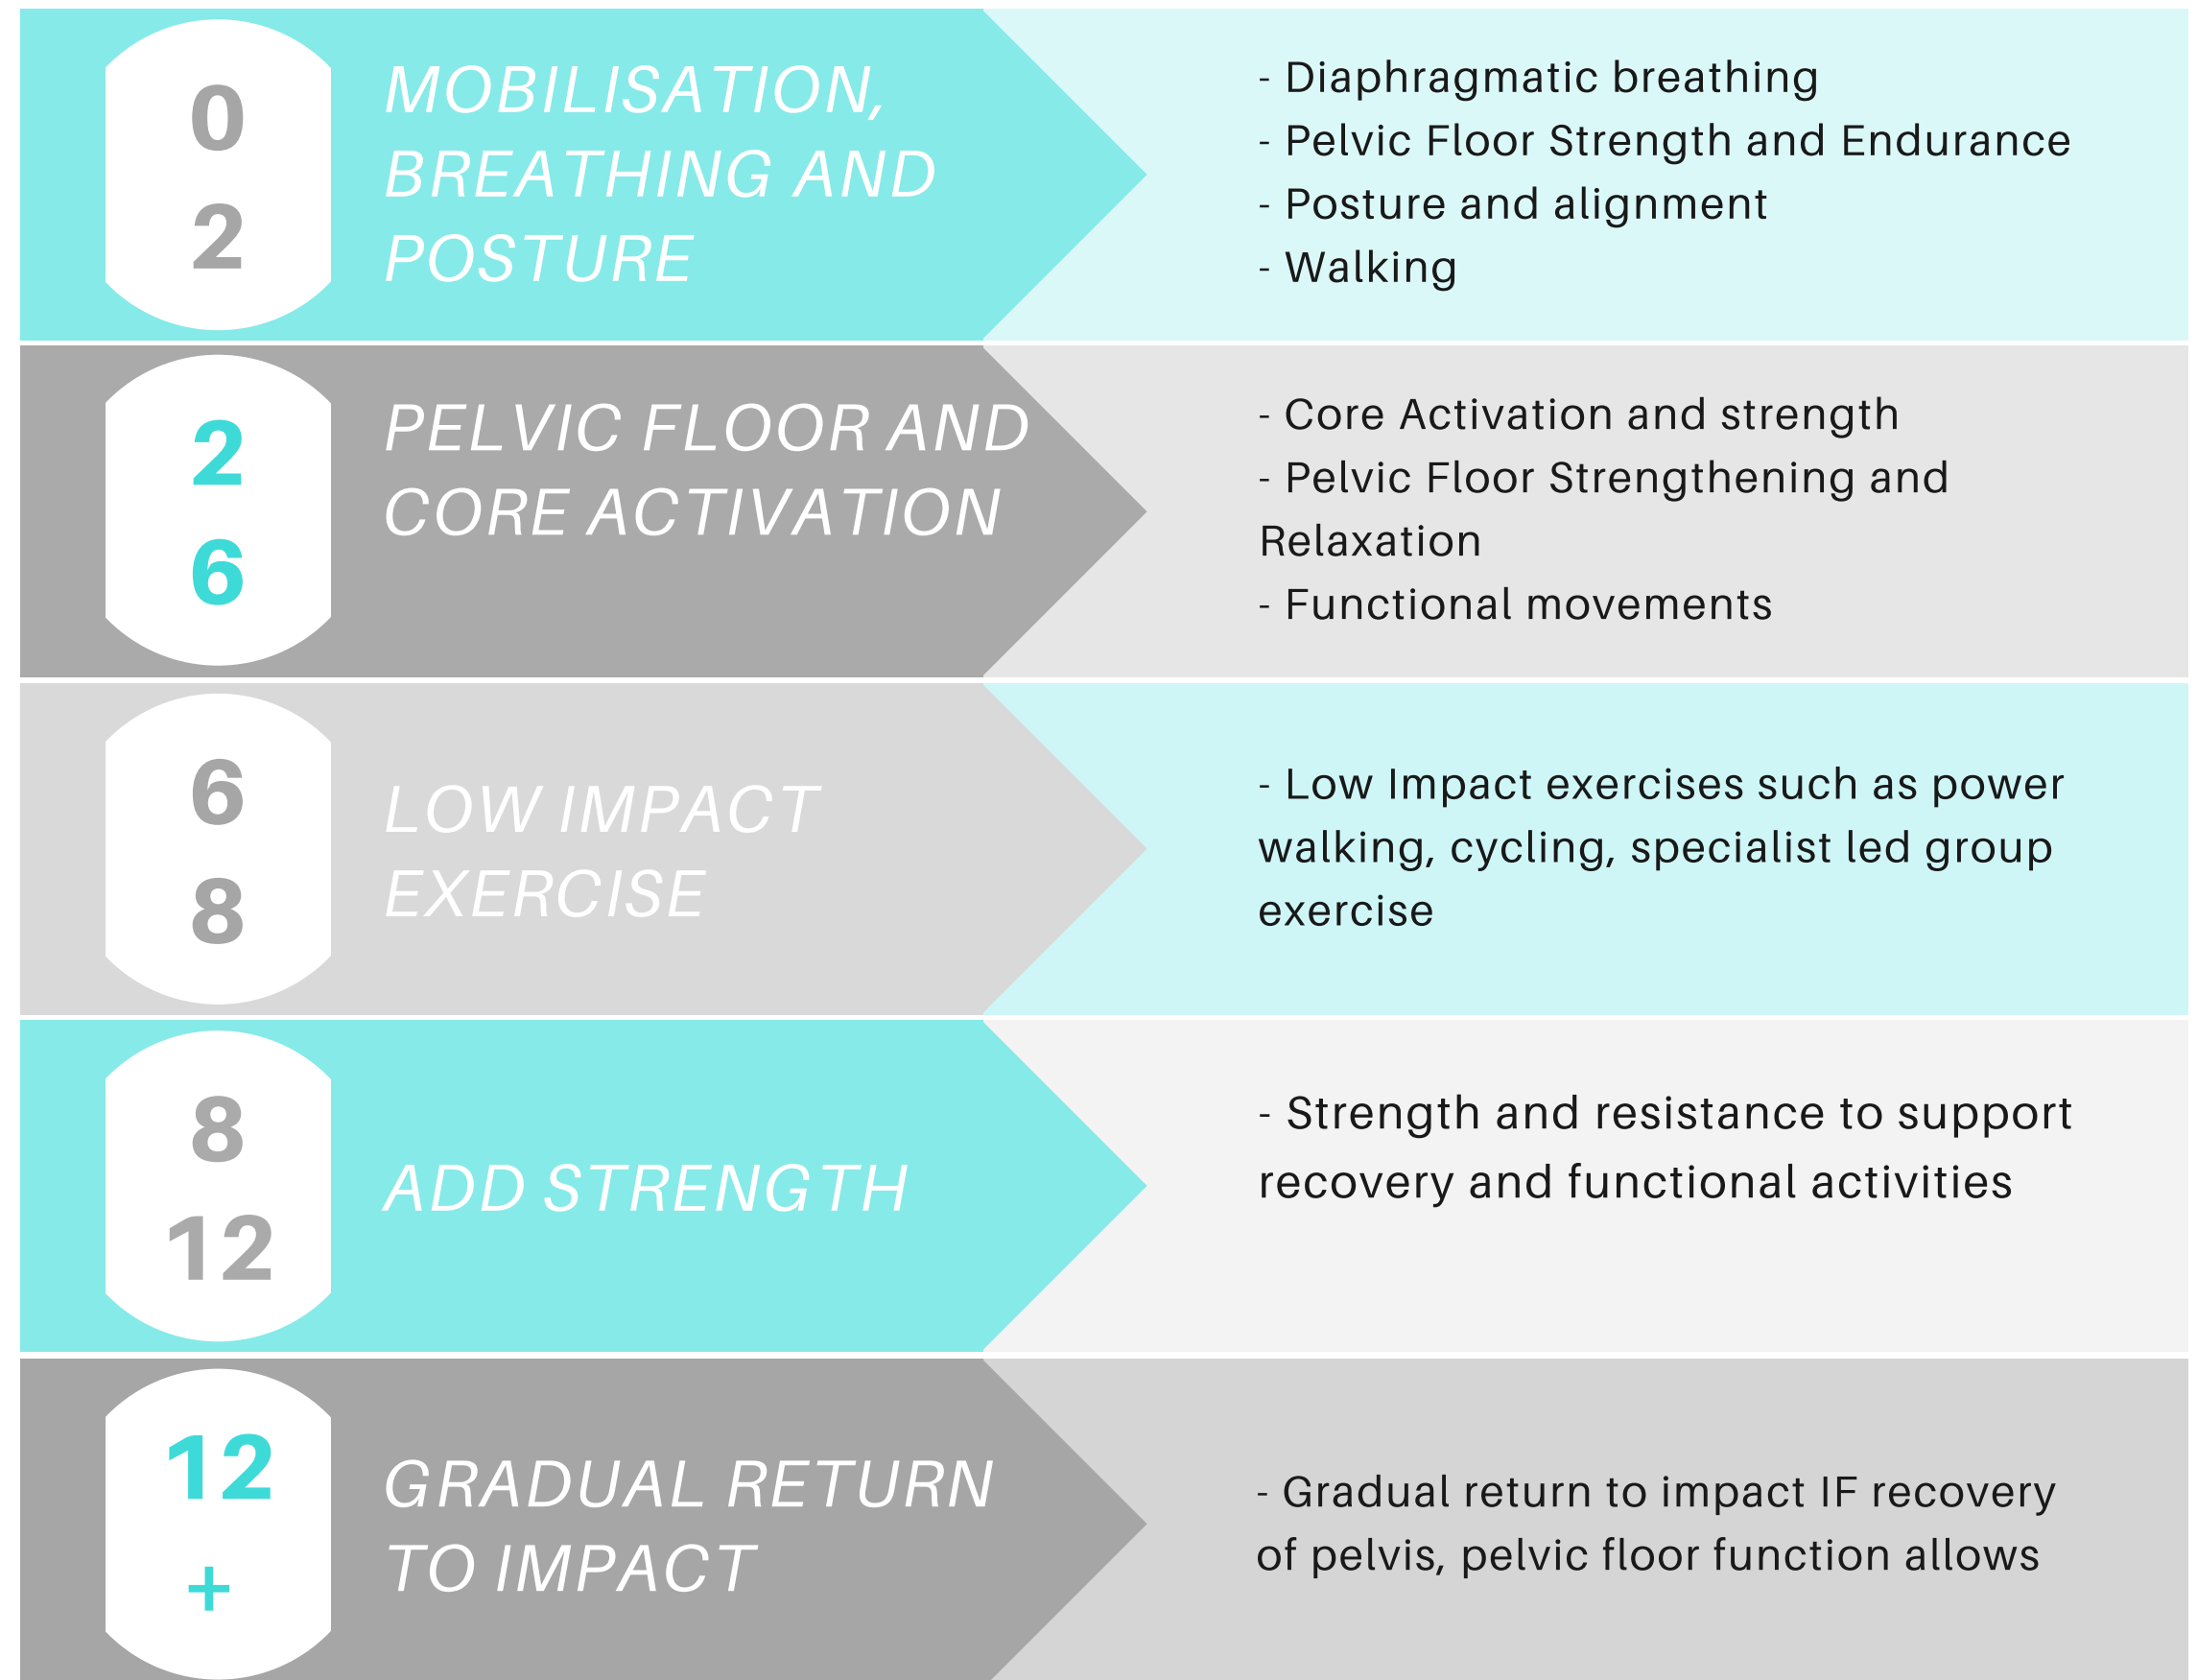 0
2
MOBILISATION,
BREATHING AND
POSTURE
- Diaphragmatic breathing
- Pelvic Floor Strength and Endurance
- Posture and alignment
- Walking
2
6
PELVIC FLOOR AND
CORE ACTIVATION
- Core Activation and strength
- Pelvic Floor Strengthening and
Relaxation
- Functional movements
6
8
LOW IMPACT
EXERCISE
- Low Impact exercises such as power
walking, cycling, specialist led group
exercise
8
12
ADD STRENGTH
- Strength and resistance to support
recovery and functional activities
12
+
GRADUAL RETURN
TO IMPACT
- Gradual return to impact IF recovery
of pelvis, pelvic floor function allows